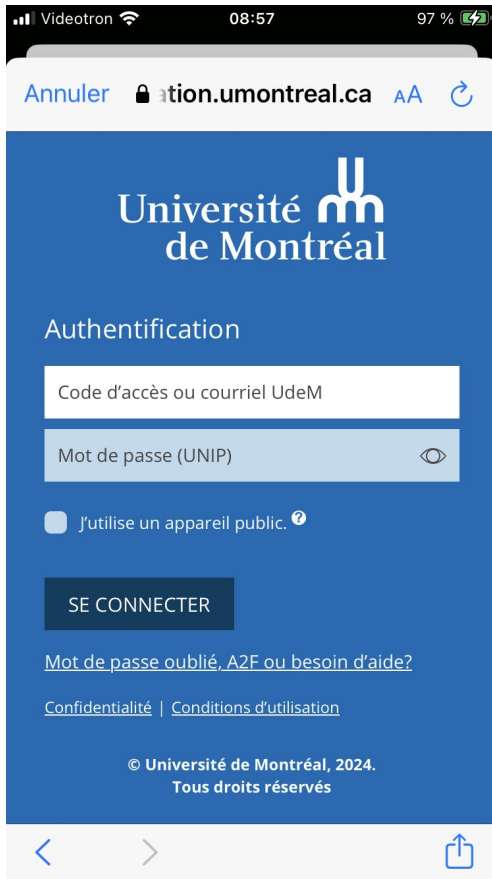 Videotron 08:57 97 %
Annuler tion.umontreal.ca AA
Université
de Montréal
Authentification
Code d'accès ou courriel UdeM
Mot de passe (UNIP)
J'utilise un appareil public. ?
SE CONNECTER
Mot de passe oublié, A2F ou besoin d'aide?
Confidentialité | Conditions d'utilisation
© Université de Montréal, 2024.
Tous droits réservés